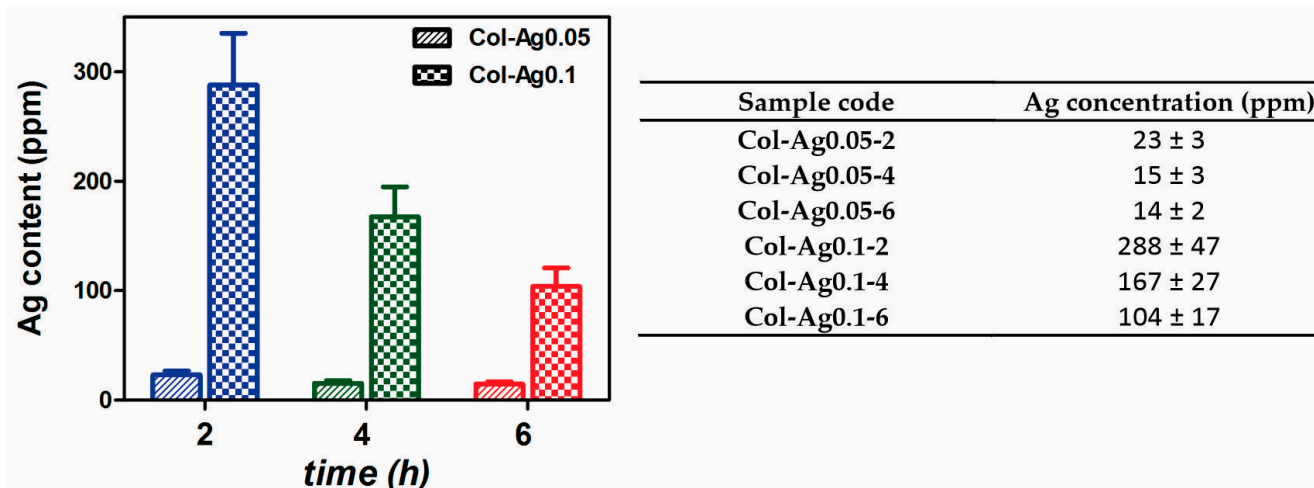 Ag content (ppm)
300
200
100
0
Col-Ag0.05
Col-Ag0.1
2 4 6
time (h)
Sample code Ag concentration (ppm)
Col-Ag0.05-2 23 ± 3
Col-Ag0.05-4 15 ± 3
Col-Ag0.05-6 14 ± 2
Col-Ag0.1-2 288 ± 47
Col-Ag0.1-4 167 ± 27
Col-Ag0.1-6 104 ± 17